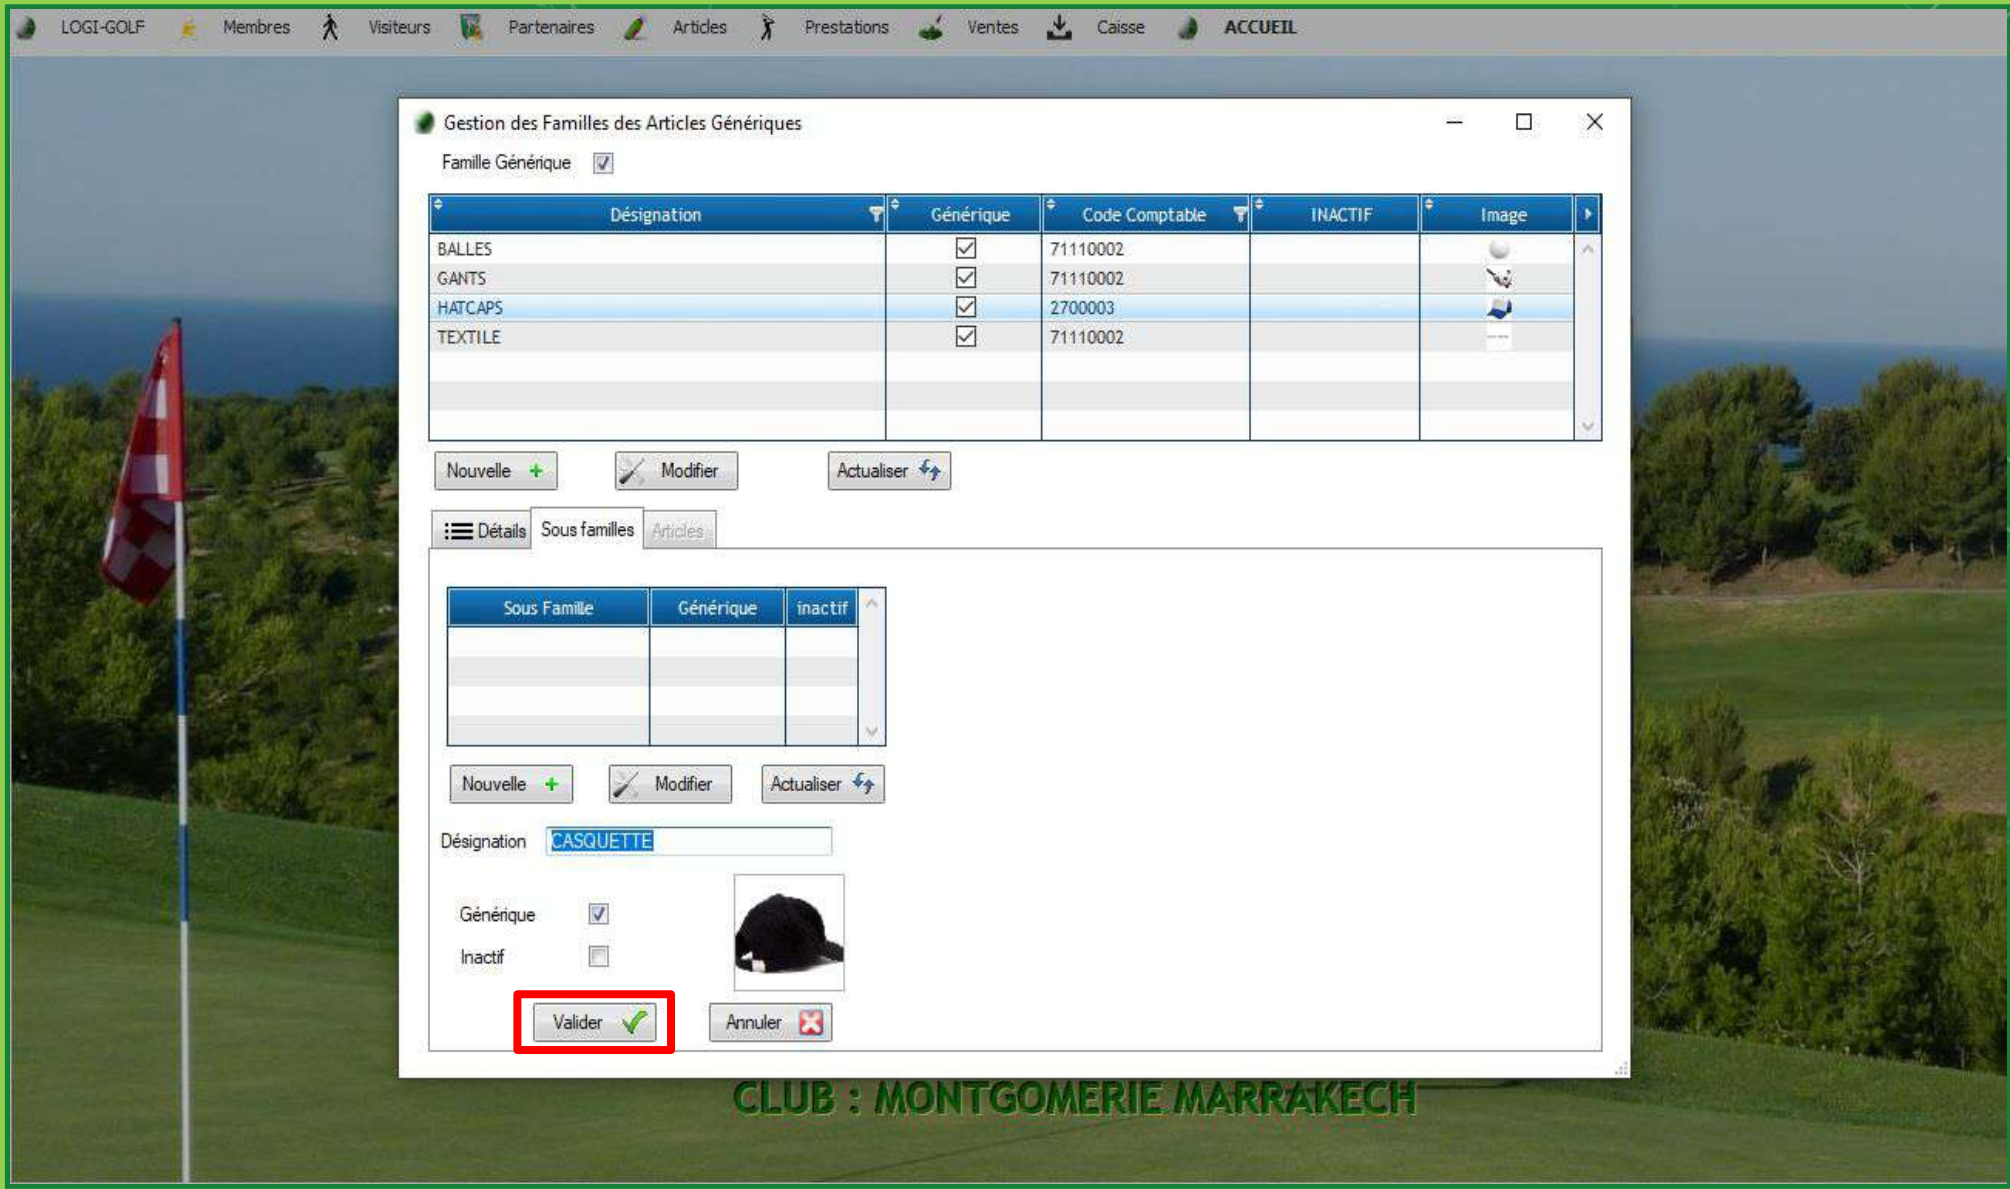 LOGI-GOLF Membres Visiteurs Partenaires Articles Prestations Ventes Caisse ACCUEIL
Gestion des Familles des Articles Génériques
Famille Générique
Désignation Générique Code Comptable INACTIF Image
BALLES 71110002
GANTS 71110002
HATCAPS 2700003
TEXTILE 71110002
Nouvelle Modifier Actualiser
Détails Sous familles Articles
Sous Famille Générique inactif
Nouvelle Modifier Actualiser
Désignation CASQUETTE
Générique
Inactif
Valider Annuler
CLUB : MONTGOMERIE MARRAKECH